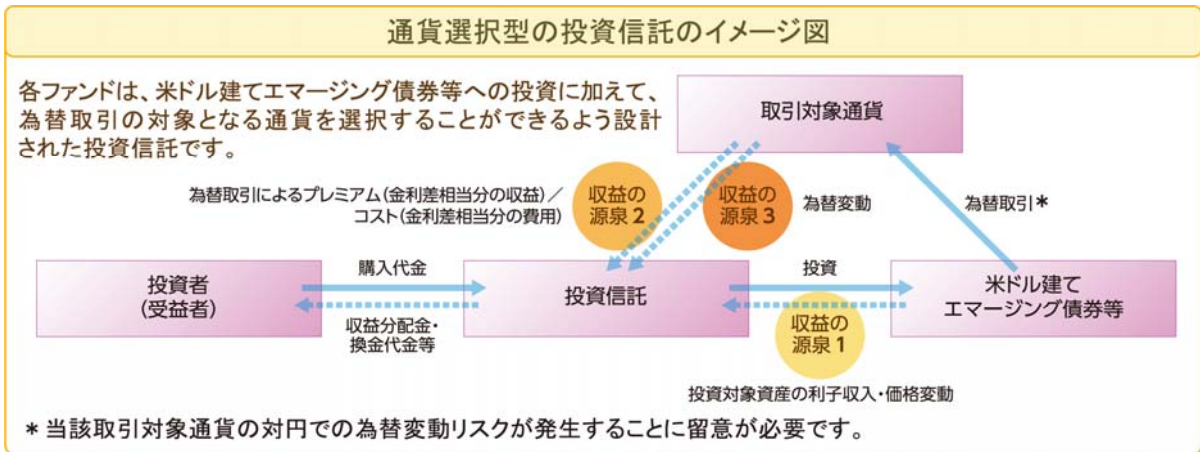 通貨選択型の投資信託のイメージ図
各ファンドは、米ドル建てエマージング債券等への投資に加えて、
為替取引の対象となる通貨を選択することができるよう設計
された投資信託です。
取引対象通貨
為替取引によるプレミアム(金利差相当分の収益)/
コスト(金利差相当分の費用)
収益の
源泉2
収益の
源泉3
為替変動
為替取引*
投資者
(受益者)
購入代金
収益分配金・
換金代金等
投資信託
投資
収益の
源泉1
米ドル建て
エマージング債券等
投資対象資産の利子収入・価格変動
*当該取引対象通貨の対円での為替変動リスクが発生することに留意が必要です。